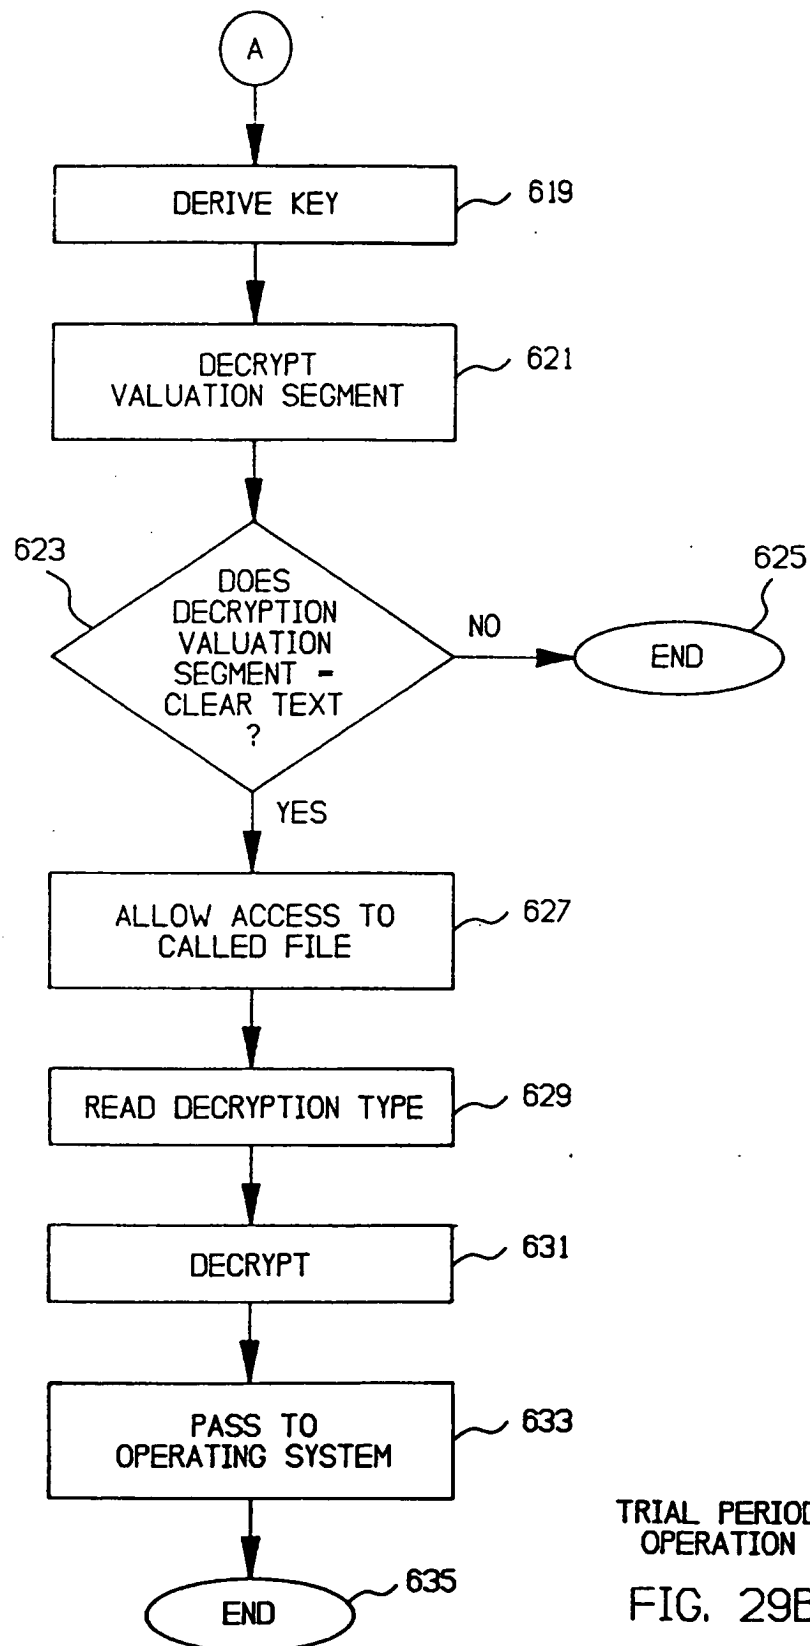 A
DERIVE KEY
619
DECRYPT
VALUATION SEGMENT
621
623
DOES
DECRYPTION
VALUATION
SEGMENT =
CLEAR TEXT
?
NO
625
END
YES
ALLOW ACCESS TO
CALLED FILE
627
READ DECRYPTION TYPE
629
DECRYPT
631
PASS TO
OPERATING SYSTEM
633
END
635
TRIAL PERIOD
OPERATION
FIG. 29B